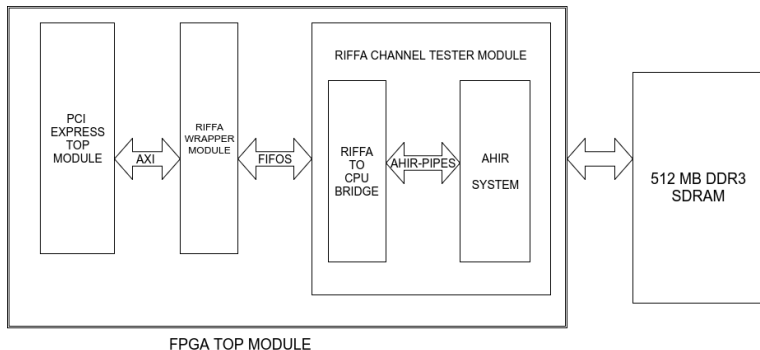 RIFFA CHANNEL TESTER MODULE
PCI
EXPRESS
TOP
MODULE
AXI
RIFFA
WRAPPER
MODULE
FIFOS
RIFFA
TO
CPU
BRIDGE
AHIR-PIPES
AHIR
SYSTEM
512 MB DDR3
SDRAM
FPGA TOP MODULE